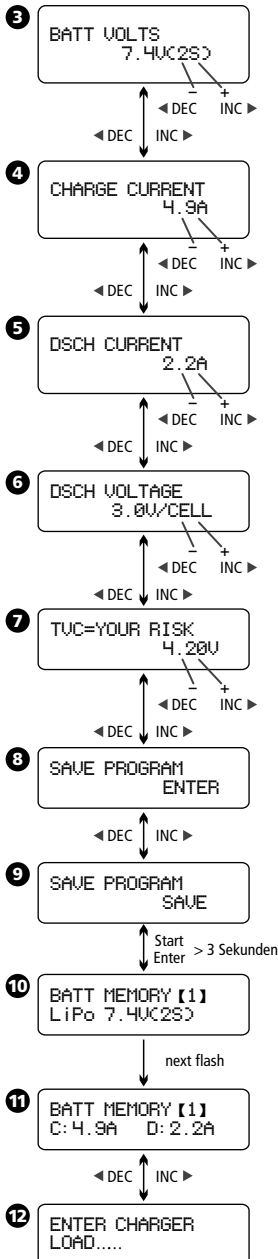 3
BATT VOLTS
7.4V(2S)
− +
◀ DEC INC ▶
◀ DEC INC ▶
4
CHARGE CURRENT
4.9A
− +
◀ DEC INC ▶
◀ DEC INC ▶
5
DSCH CURRENT
2.2A
− +
◀ DEC INC ▶
◀ DEC INC ▶
6
DSCH VOLTAGE
3.0V/CELL
− +
◀ DEC INC ▶
◀ DEC INC ▶
7
TVC=YOUR RISK
4.20V
− +
◀ DEC INC ▶
◀ DEC INC ▶
8
SAVE PROGRAM
ENTER
◀ DEC INC ▶
9
SAVE PROGRAM
SAVE
Start
Enter > 3 Sekunden
10
BATT MEMORY【1】
LiPo 7.4V(2S)
next flash
11
BATT MEMORY【1】
C:4.9A D:2.2A
◀ DEC INC ▶
12
ENTER CHARGER
LOAD.....